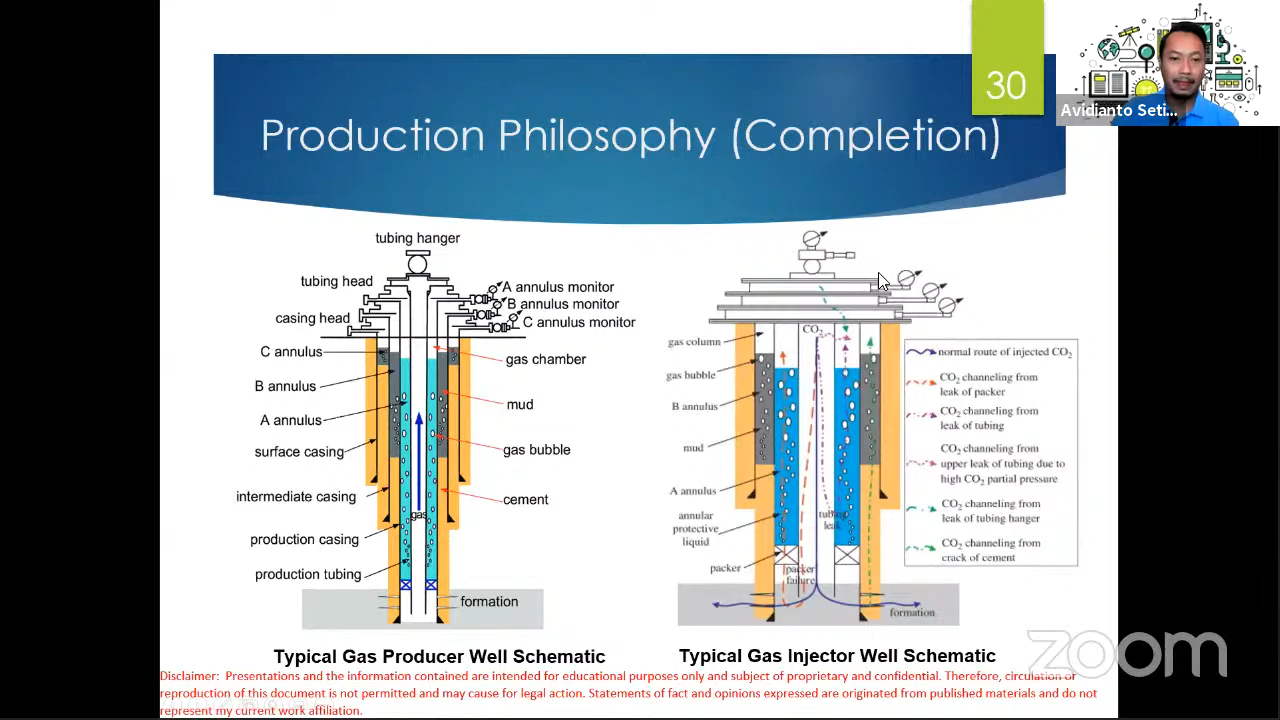 30
Avidianto Seti...
Production Philosophy (Completion)
tubing hanger
tubing head
casing head
A annulus monitor
B annulus monitor
C annulus monitor
C annulus
B annulus
A annulus
surface casing
intermediate casing
production casing
production tubing
gas chamber
mud
gas bubble
cement
gas
formation
Typical Gas Producer Well Schematic
gas column
gas bubble
B annulus
mud
A annulus
annular
protective
liquid
packer
CO2
tubing
leak
packer
failure
formation
normal route of injected CO2
CO2 channeling from
leak of packer
CO2 channeling from
leak of tubing
CO2 channeling from
upper leak of tubing due to
high CO2 partial pressure
CO2 channeling from
leak of tubing hanger
CO2 channeling from
crack of cement
Typical Gas Injector Well Schematic
zoom
Disclaimer: Presentations and the information contained are intended for educational purposes only and subject of proprietary and confidential. Therefore, circulation or
reproduction of this document is not permitted and may cause for legal action. Statements of fact and opinions expressed are originated from published materials and do not
represent my current work affiliation.